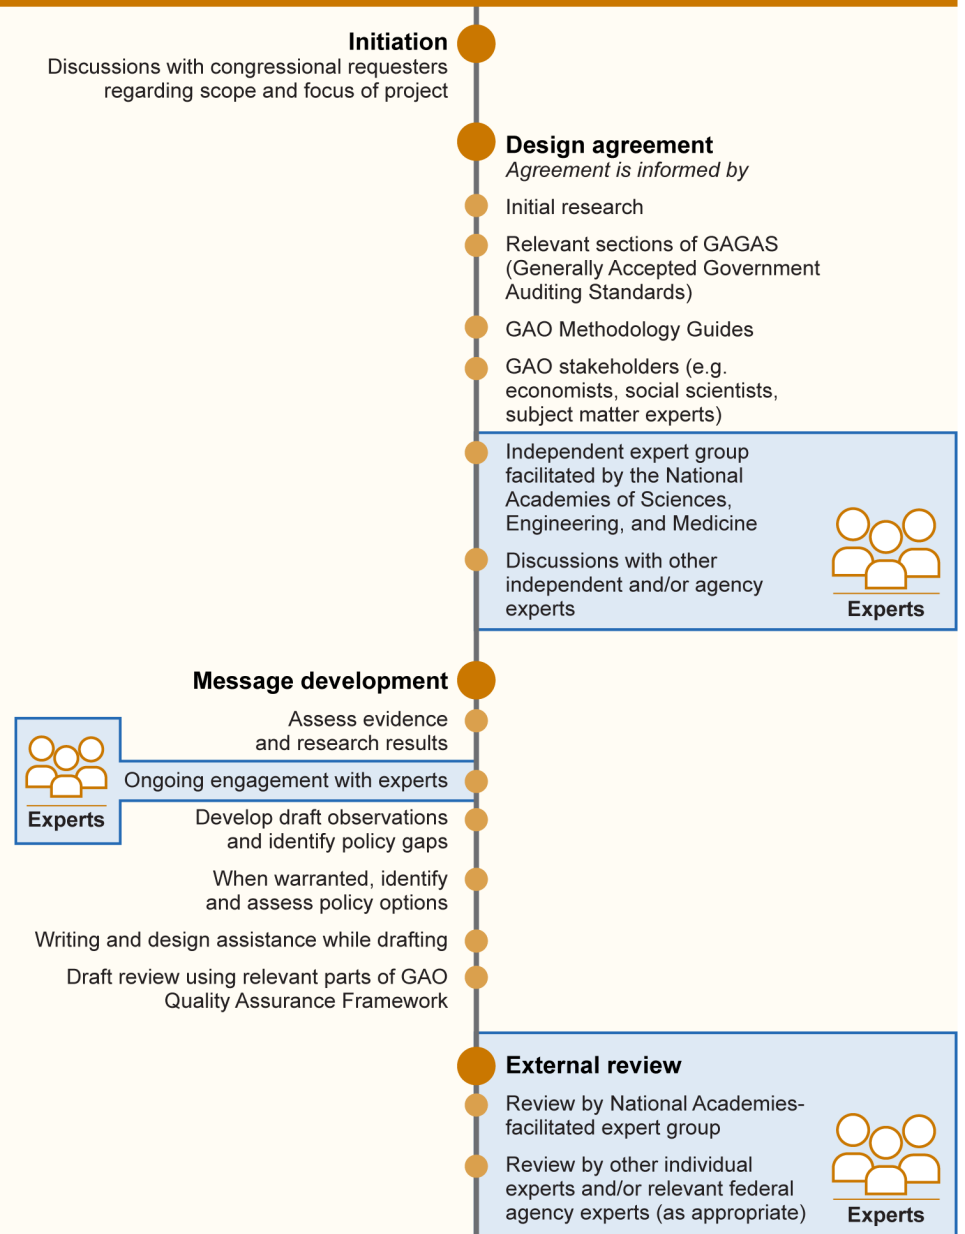 Initiation
Discussions with congressional requesters
regarding scope and focus of project
Design agreement
Agreement is informed by
Initial research
Relevant sections of GAGAS
(Generally Accepted Government
Auditing Standards)
GAO Methodology Guides
GAO stakeholders (e.g.
economists, social scientists,
subject matter experts)
Independent expert group
facilitated by the National
Academies of Sciences,
Engineering, and Medicine
Discussions with other
independent and/or agency
experts
Experts
Message development
Assess evidence
and research results
Ongoing engagement with experts
Experts
Develop draft observations
and identify policy gaps
When warranted, identify
and assess policy options
Writing and design assistance while drafting
Draft review using relevant parts of GAO
Quality Assurance Framework
External review
Review by National Academies-
facilitated expert group
Review by other individual
experts and/or relevant federal
agency experts (as appropriate)
Experts